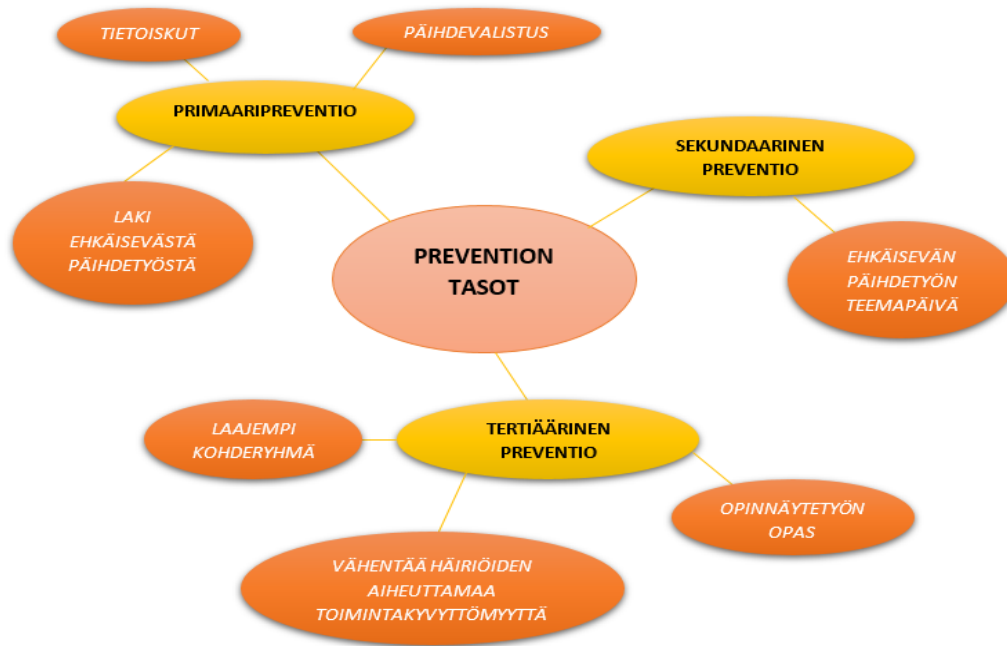 TIETOISKUT
PÄIHDEVALISTUS
PRIMAARIPREVENTIO
SEKUNDAARINEN
PREVENTIO
LAKI
EHKÄISEVÄSTÄ
PÄIHDETYÖSTÄ
PREVENTION
TASOT
EHKÄISEVÄN
PÄIHDETYÖN
TEEMAPÄIVÄ
LAAJEMPI
KOHDERYHMÄ
TERTIÄÄRINEN
PREVENTIO
OPINNÄYTETYÖN
OPAS
VÄHENTÄÄ HÄIRIÖIDEN
AIHEUTTAMAA
TOIMINTAKYVYTTÖMYYTTÄ